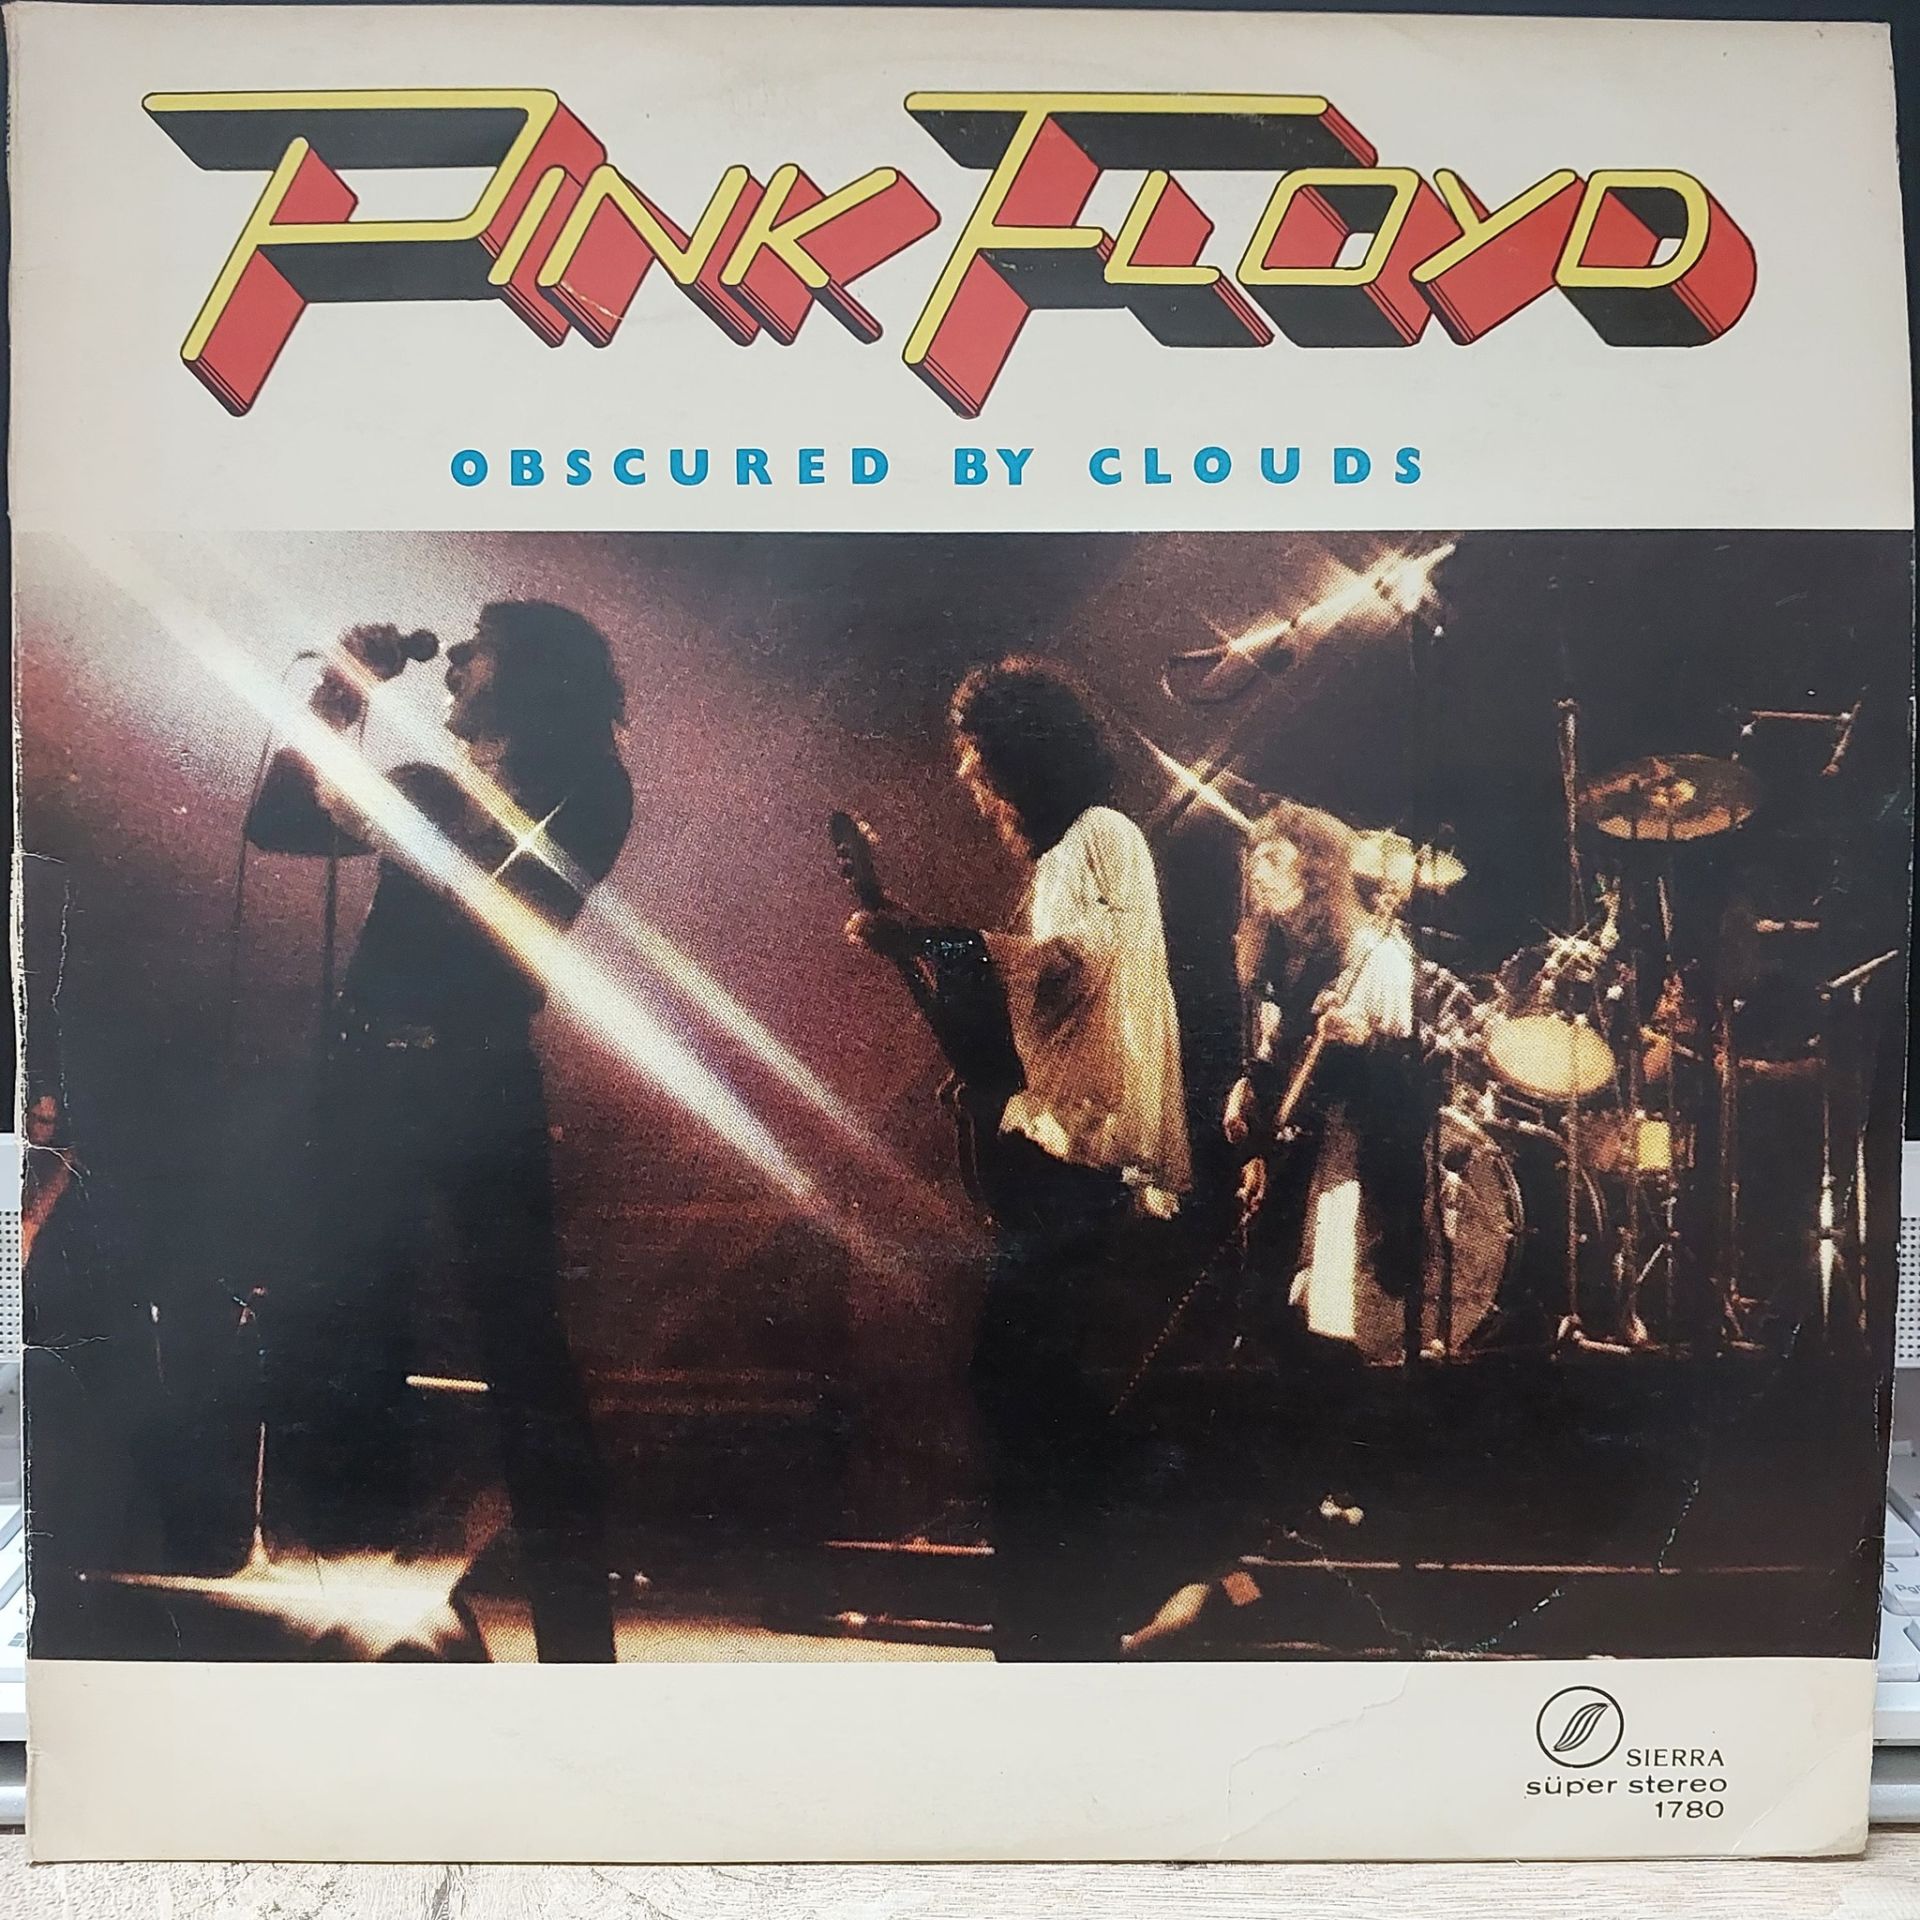 PINK FLOYD
OBSCURED BY CLOUDS
SIERRA
süper stereo
1780